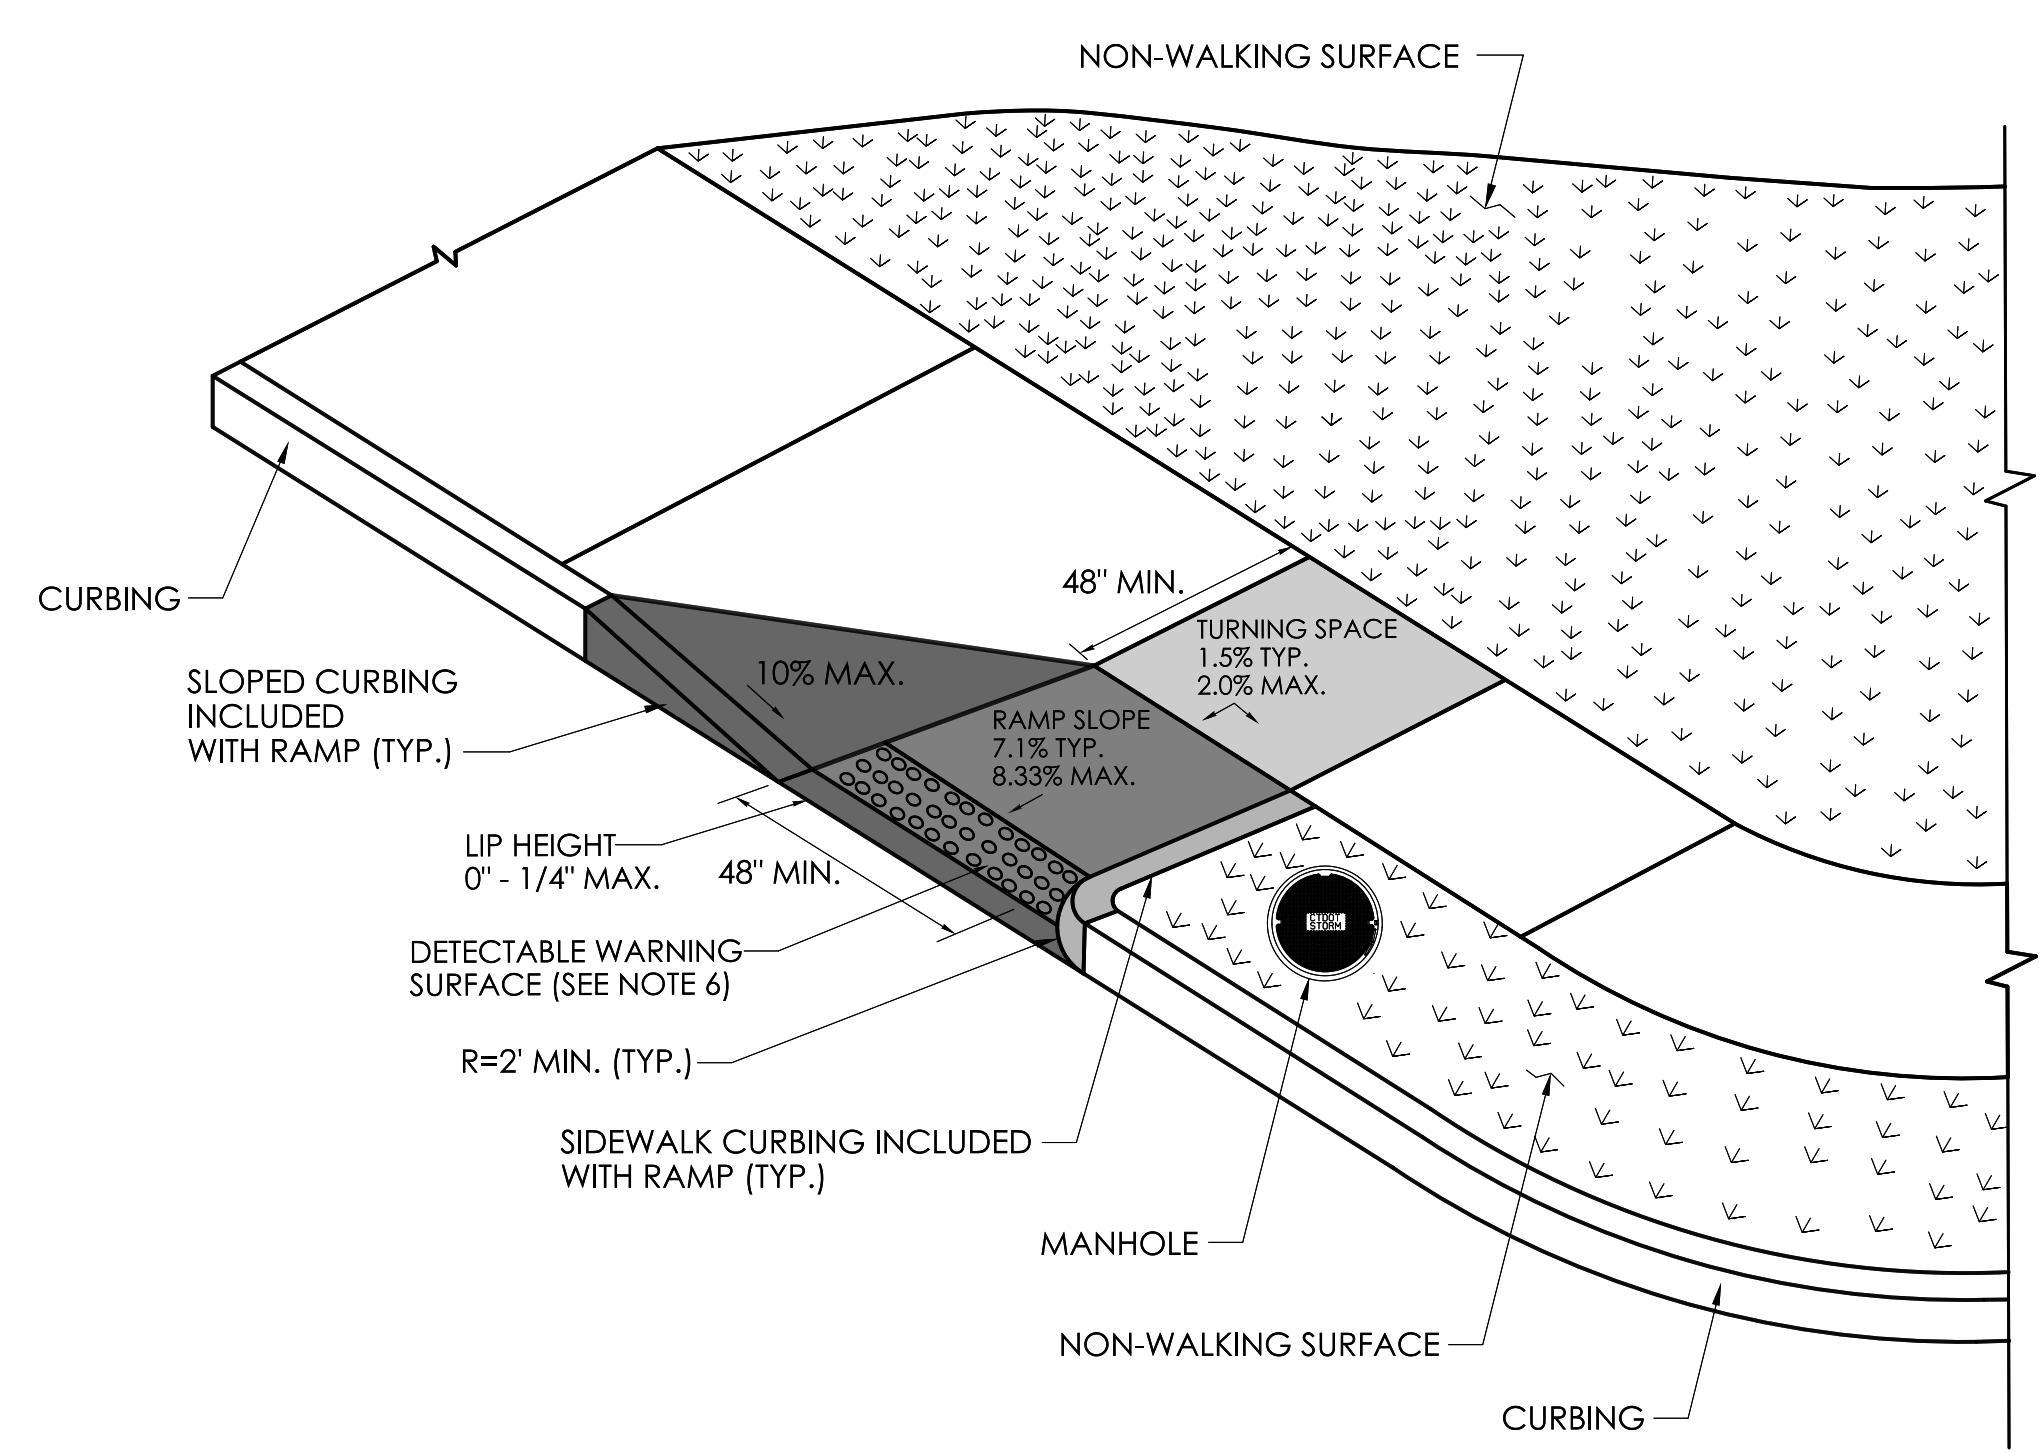 NON-WALKING SURFACE
48" MIN.
CURBING
TURNING SPACE
1.5% TYP.
2.0% MAX.
10% MAX.
SLOPED CURBING
INCLUDED
WITH RAMP (TYP.)
RAMP SLOPE
7.1% TYP.
8.33% MAX.
LIP HEIGHT
0" - 1/4" MAX.
48" MIN.
CTDOT
STORM
DETECTABLE WARNING
SURFACE (SEE NOTE 6)
R=2' MIN. (TYP.)
SIDEWALK CURBING INCLUDED
WITH RAMP (TYP.)
MANHOLE
NON-WALKING SURFACE
CURBING